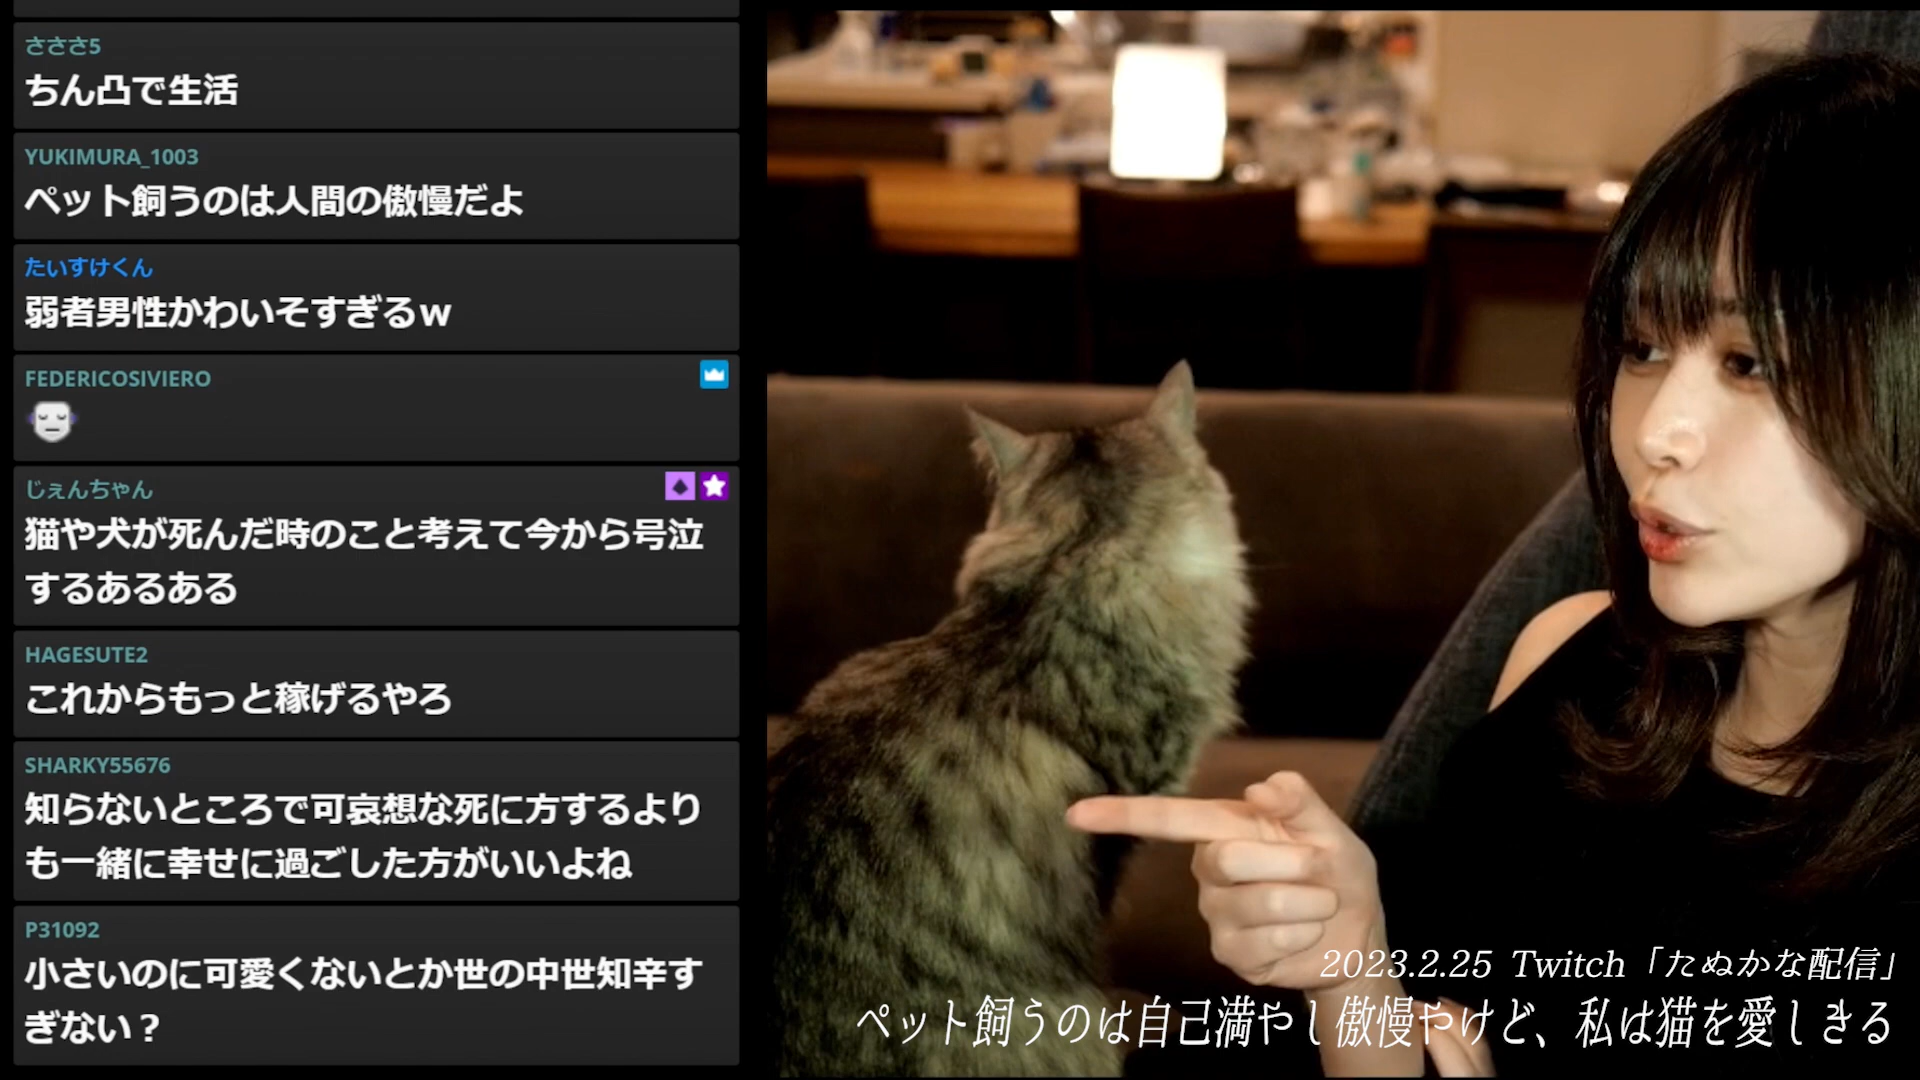 さささ5
ちん凸で生活
YUKIMURA_1003
ペット飼うのは人間の傲慢だよ
たいすけくん
弱者男性かわいそすぎるw
FEDERICOSIVIERO
じぇんちゃん
猫や犬が死んだ時のこと考えて今から号泣
するあるある
HAGESUTE2
これからもっと稼げるやろ
SHARKY55676
知らないところで可哀想な死に方するより
も一緒に幸せに過ごした方がいいよね
P31092
小さいのに可愛くないとか世の中世知辛す
ぎない？
2023.2.25 Twitch「たぬかな配信」
ペット飼うのは自己満やし傲慢やけど、私は猫を愛しきる